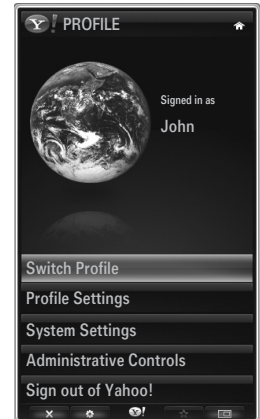 Y! PROFILE
Signed in as
John
Switch Profile
Profile Settings
System Settings
Administrative Controls
Sign out of Yahoo!
Y!